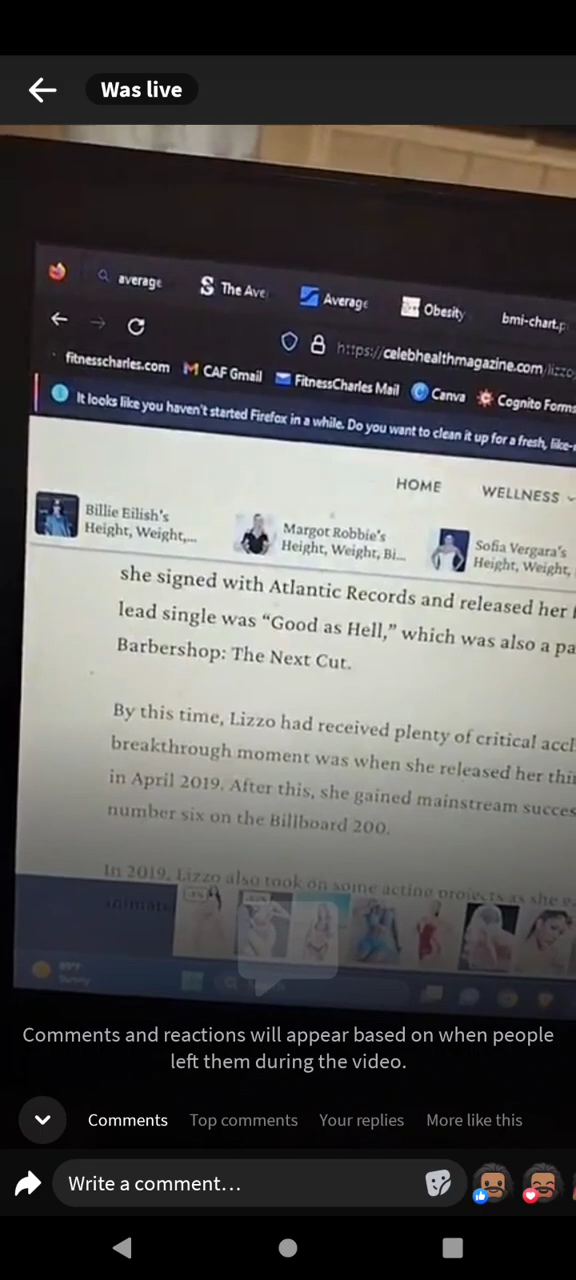 Was live
average
The Ave
Average
Obesity
bmi-chart.p
https://celebhealthmagazine.com/lizzo
fitnesscharles.com
CAF Gmail
FitnessCharles Mail
Canva
Cognito Forms
It looks like you haven't started Firefox in a while. Do you want to clean it up for a fresh, like-
HOME
WELLNESS
Billie Eilish's
Height, Weight,...
Margot Robbie's
Height, Weight, Bi...
Sofia Vergara's
Height, Weight,
she signed with Atlantic Records and released her
lead single was “Good as Hell,” which was also a pa
Barbershop: The Next Cut.
By this time, Lizzo had received plenty of critical accl
breakthrough moment was when she released her thi
in April 2019. After this, she gained mainstream succes
number six on the Billboard 200.
In 2019, Lizzo also took on some acting projects as she
animate
Sunny
Comments and reactions will appear based on when people
left them during the video.
Comments
Top comments
Your replies
More like this
Write a comment...